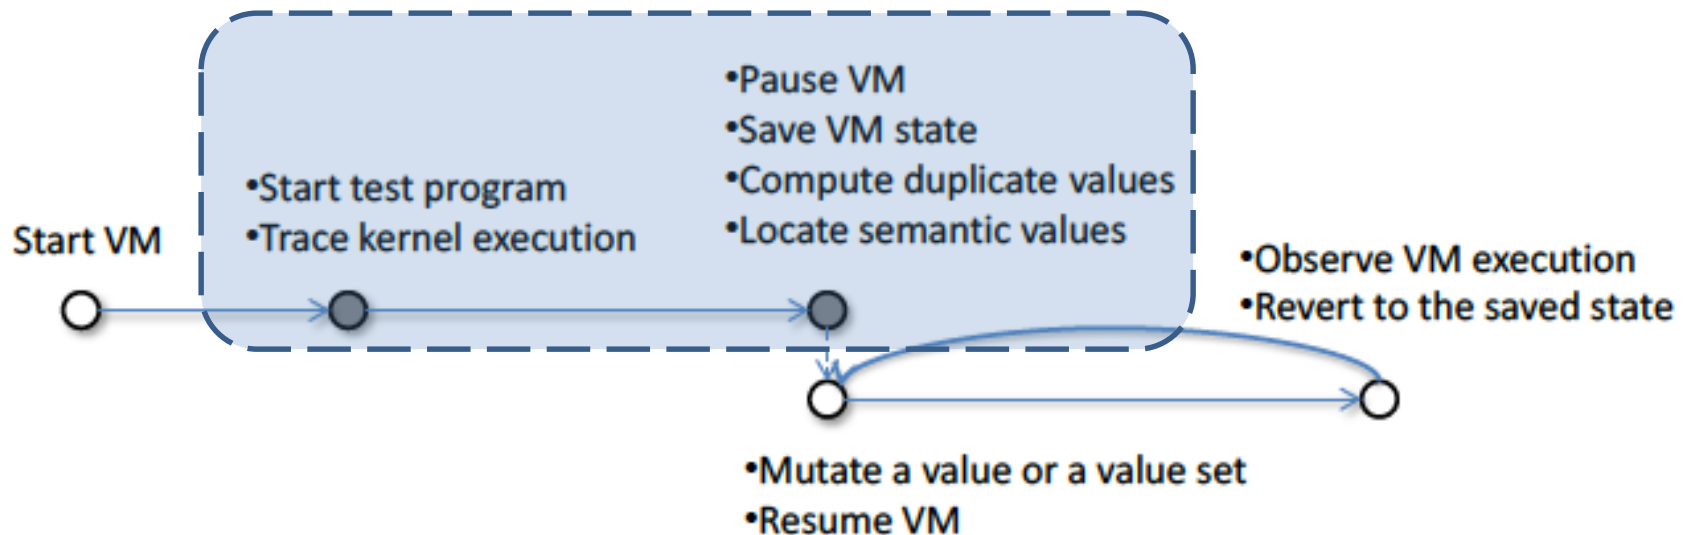 Start VM
•Start test program
•Trace kernel execution
•Pause VM
•Save VM state
•Compute duplicate values
•Locate semantic values
•Observe VM execution
•Revert to the saved state
•Mutate a value or a value set
•Resume VM